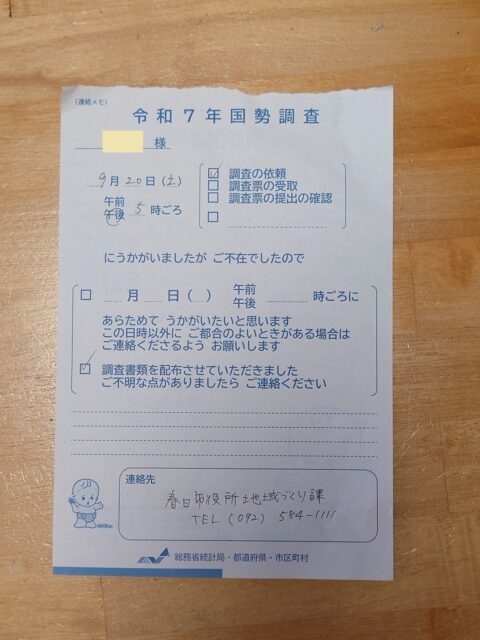 （連絡メモ）
令和7年国勢調査
様
9月20日（土）
午前
午後 5時ごろ
☑ 調査の依頼
□ 調査票の受取
□ 調査票の提出の確認
□
にうかがいましたが ご不在でしたので
□ 月 日（ ） 午前
午後 時ごろに
あらためて うかがいたいと思います
この日時以外に ご都合のよいときがある場合は
ご連絡くださるよう お願いします
☑ 調査書類を配布させていただきました
ご不明な点がありましたら ご連絡ください
連絡先
春日市役所 地域づくり課
TEL（092）584-1111
総務省統計局・都道府県・市区町村